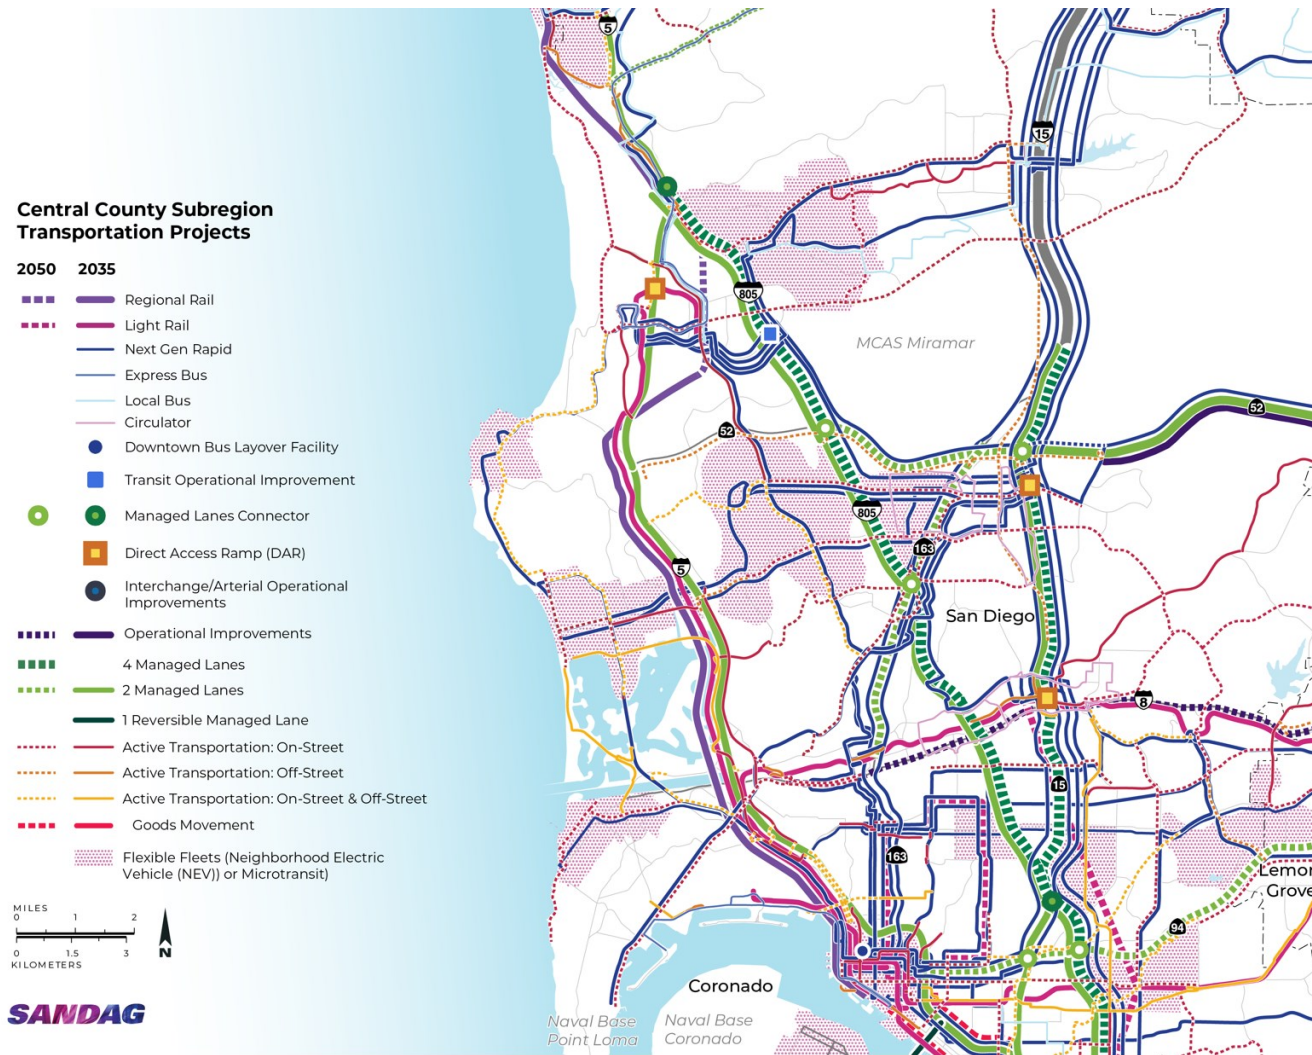 Central County Subregion
Transportation Projects
2050 2035
Regional Rail
Light Rail
Next Gen Rapid
Express Bus
Local Bus
Circulator
Downtown Bus Layover Facility
Transit Operational Improvement
Managed Lanes Connector
Direct Access Ramp (DAR)
Interchange/Arterial Operational
Improvements
Operational Improvements
4 Managed Lanes
2 Managed Lanes
1 Reversible Managed Lane
Active Transportation: On-Street
Active Transportation: Off-Street
Active Transportation: On-Street & Off-Street
Goods Movement
Flexible Fleets (Neighborhood Electric
Vehicle (NEV)) or Microtransit)
MILES
0 1 2
0 1.5 3
KILOMETERS
N
SANDAG
5
15
805
MCAS Miramar
52
52
805
163
5
San Diego
8
15
163
Lemon
Grove
94
Coronado
Naval Base
Point Loma
Naval Base
Coronado